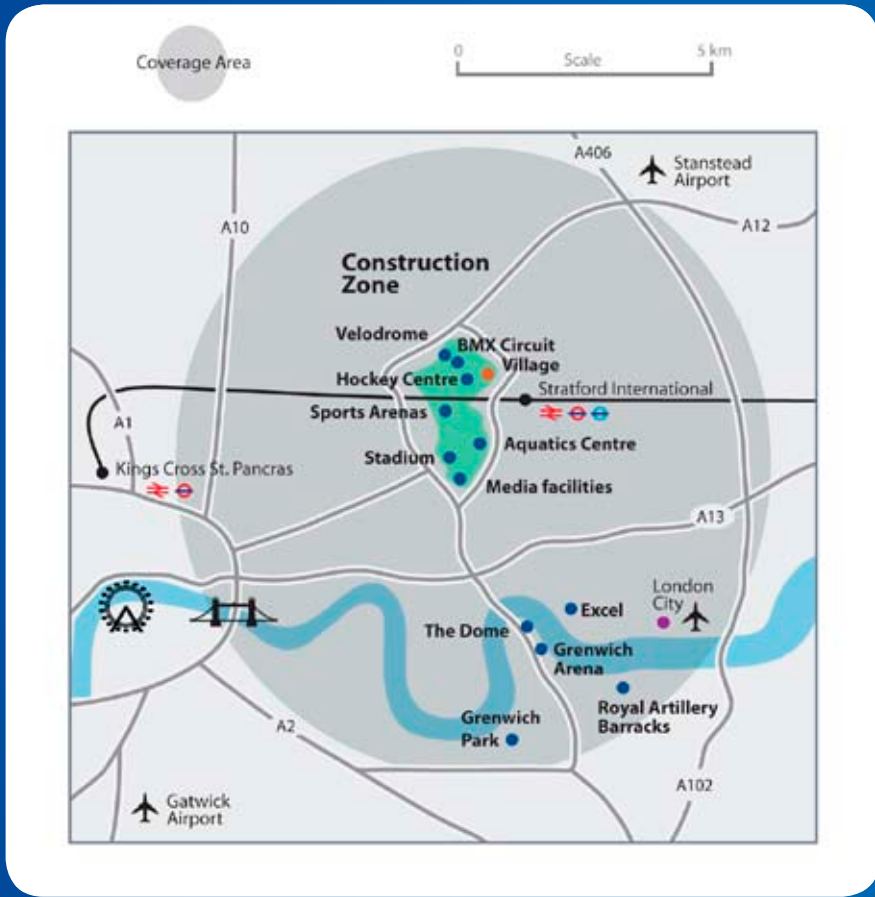 Coverage Area
0
Scale
5 km
A406
Stanstead
Airport
A10
A12
Construction
Zone
Velodrome
BMX Circuit
Village
Hockey Centre
Stratford International
Sports Arenas
A1
Aquatics Centre
Stadium
Kings Cross St. Pancras
Media facilities
A13
London
City
Excel
The Dome
Grenwich
Arena
Royal Artillery
Barracks
Grenwich
Park
A2
A102
Gatwick
Airport